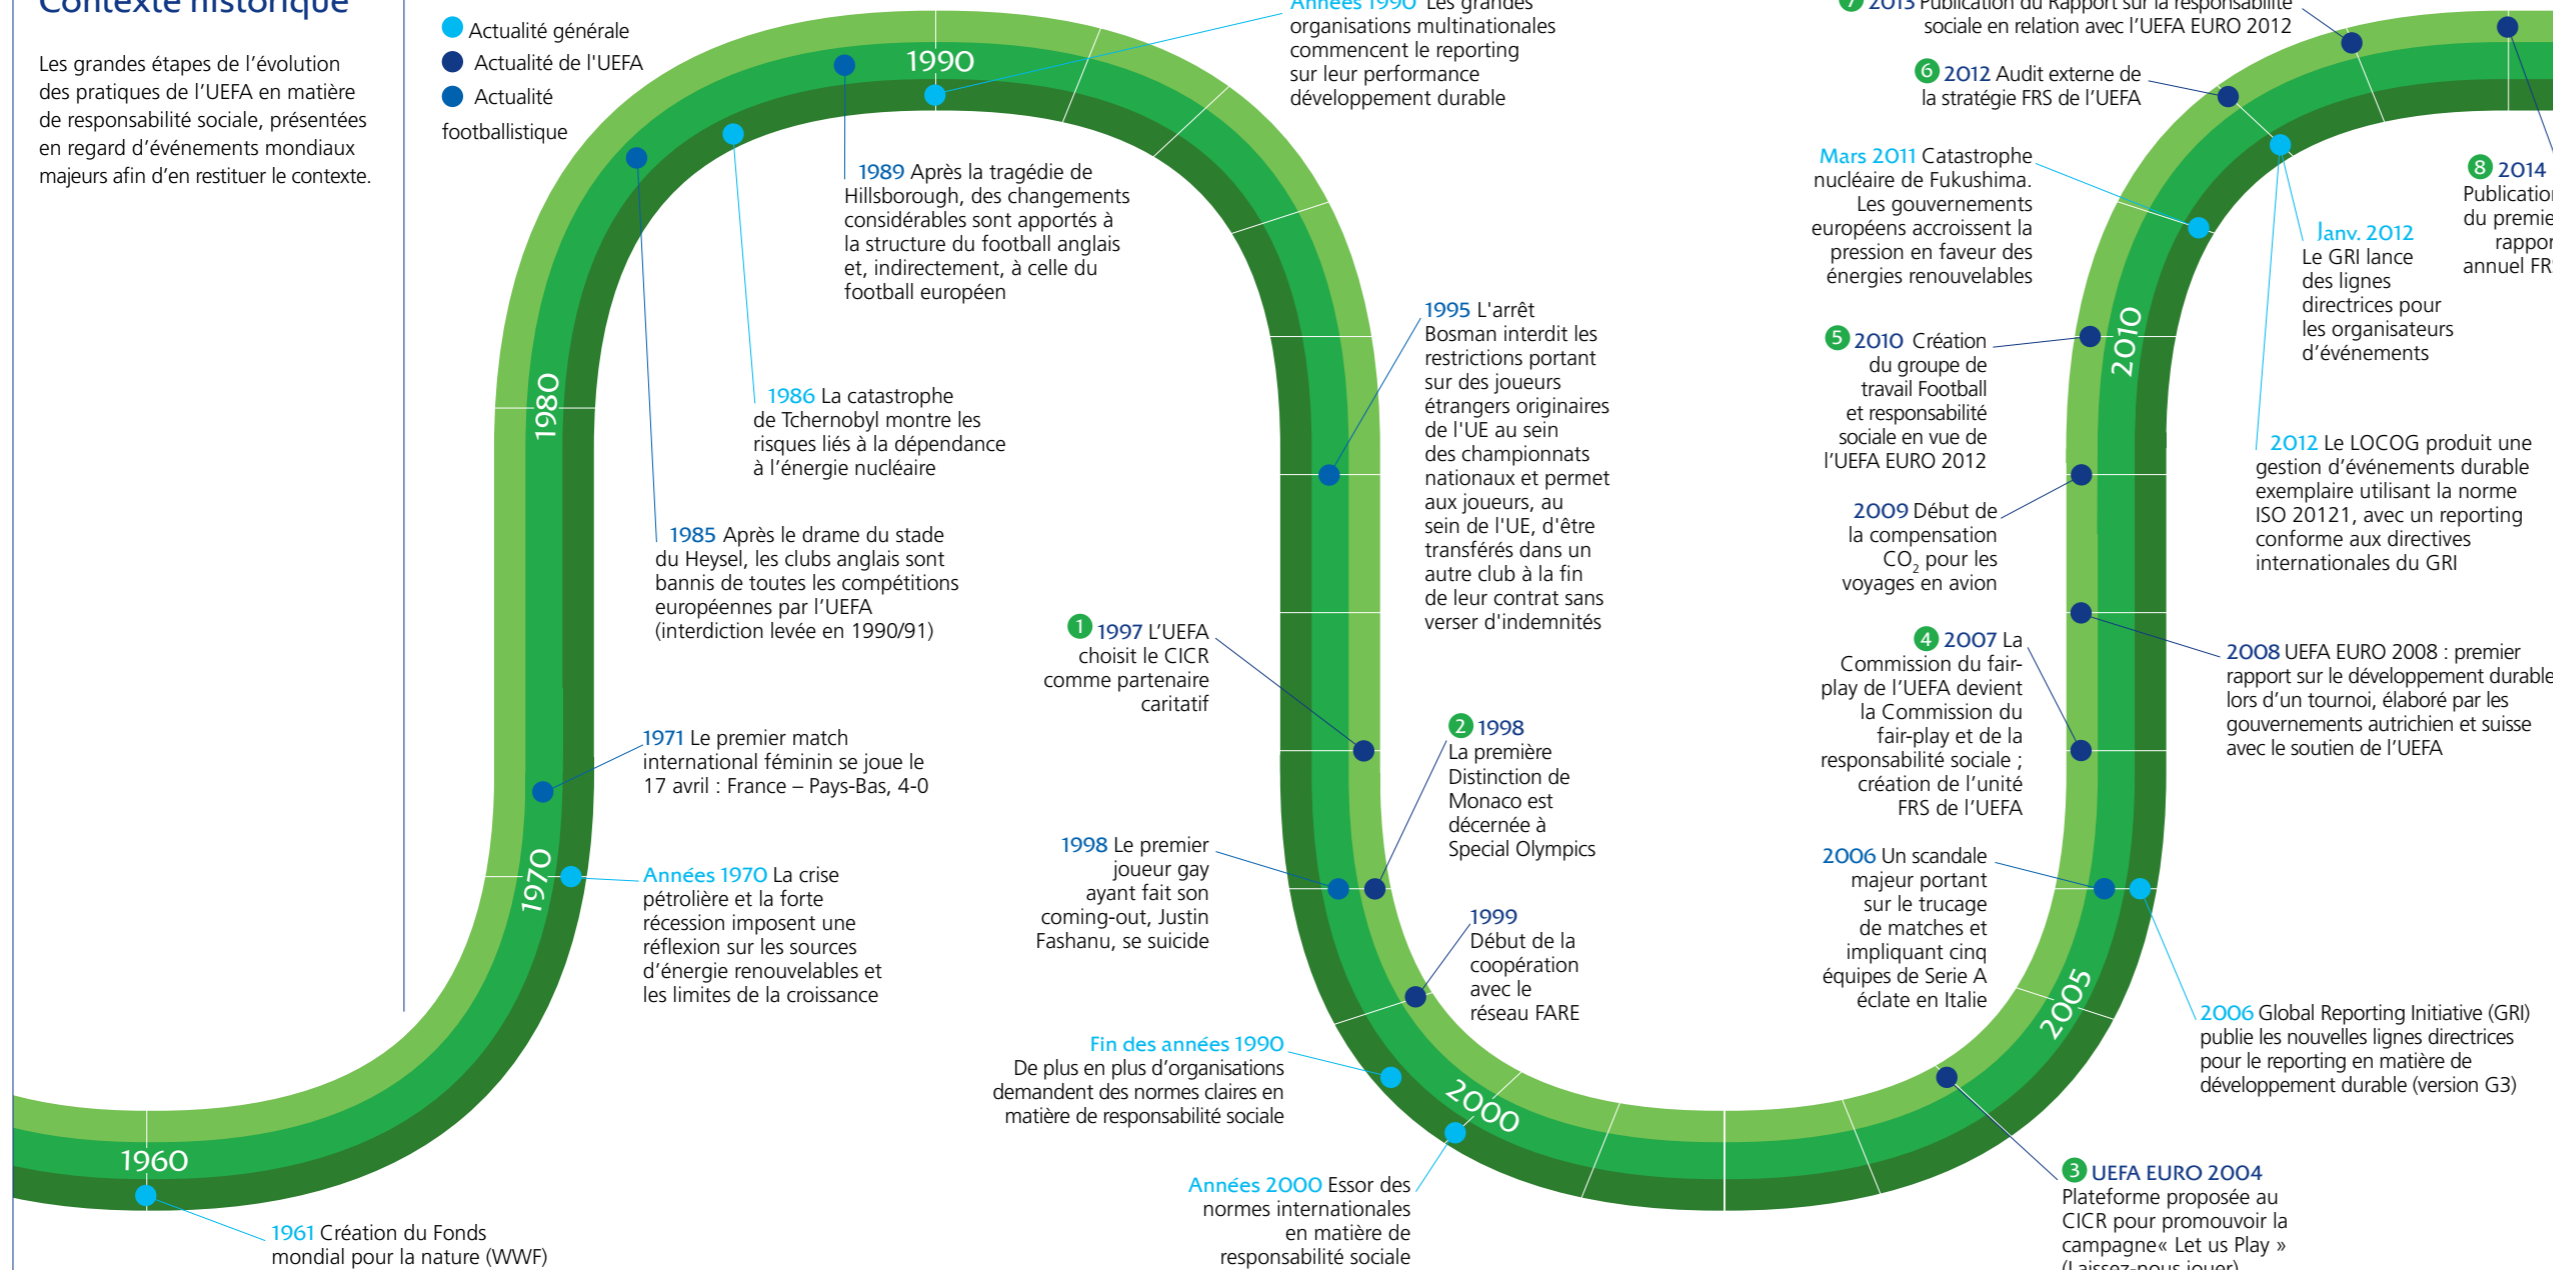 Contexte historique
Les grandes étapes de l'évolution
des pratiques de l'UEFA en matière
de responsabilité sociale, présentées
en regard d'événements mondiaux
majeurs afin d'en restituer le contexte.
Actualité générale
Actualité de l'UEFA
Actualité
footballistique
1960
1961 Création du Fonds
mondial pour la nature (WWF)
1970
Années 1970 La crise
pétrolière et la forte
récession imposent une
réflexion sur les sources
d'énergie renouvelables et
les limites de la croissance
1971 Le premier match
international féminin se joue le
17 avril : France – Pays-Bas, 4-0
1980
1985 Après le drame du stade
du Heysel, les clubs anglais sont
bannis de toutes les compétitions
européennes par l'UEFA
(interdiction levée en 1990/91)
1986 La catastrophe
de Tchernobyl montre les
risques liés à la dépendance
à l'énergie nucléaire
1989 Après la tragédie de
Hillsborough, des changements
considérables sont apportés à
la structure du football anglais
et, indirectement, à celle du
football européen
1990
Années 1990 Les grandes
organisations multinationales
commencent le reporting
sur leur performance
développement durable
1995 L'arrêt
Bosman interdit les
restrictions portant
sur des joueurs
étrangers originaires
de l'UE au sein
des championnats
nationaux et permet
aux joueurs, au
sein de l'UE, d'être
transférés dans un
autre club à la fin
de leur contrat sans
verser d'indemnités
1 1997 L'UEFA
choisit le CICR
comme partenaire
caritatif
2 1998
La première
Distinction de
Monaco est
décernée à
Special Olympics
1998 Le premier
joueur gay
ayant fait son
coming-out, Justin
Fashanu, se suicide
1999
Début de la
coopération
avec le
réseau FARE
Fin des années 1990
De plus en plus d'organisations
demandent des normes claires en
matière de responsabilité sociale
2000
Années 2000 Essor des
normes internationales
en matière de
responsabilité sociale
3 UEFA EURO 2004
Plateforme proposée au
CICR pour promouvoir la
campagne« Let us Play »
(Laissez-nous jouer)
2005
2006 Global Reporting Initiative (GRI)
publie les nouvelles lignes directrices
pour le reporting en matière de
développement durable (version G3)
2006 Un scandale
majeur portant
sur le trucage
de matches et
impliquant cinq
équipes de Serie A
éclate en Italie
4 2007 La
Commission du fair-
play de l'UEFA devient
la Commission du
fair-play et de la
responsabilité sociale ;
création de l'unité
FRS de l'UEFA
2008 UEFA EURO 2008 : premier
rapport sur le développement durable
lors d'un tournoi, élaboré par les
gouvernements autrichien et suisse
avec le soutien de l'UEFA
2009 Début de
la compensation
CO₂ pour les
voyages en avion
2010
5 2010 Création
du groupe de
travail Football
et responsabilité
sociale en vue de
l'UEFA EURO 2012
Mars 2011 Catastrophe
nucléaire de Fukushima.
Les gouvernements
européens accroissent la
pression en faveur des
énergies renouvelables
6 2012 Audit externe de
la stratégie FRS de l'UEFA
Janv. 2012
Le GRI lance
des lignes
directrices pour
les organisateurs
d'événements
2012 Le LOCOG produit une
gestion d'événements durable
exemplaire utilisant la norme
ISO 20121, avec un reporting
conforme aux directives
internationales du GRI
7 2013 Publication du Rapport sur la responsabilité
sociale en relation avec l'UEFA EURO 2012
8 2014
Publication
du premie
rappor
annuel FR